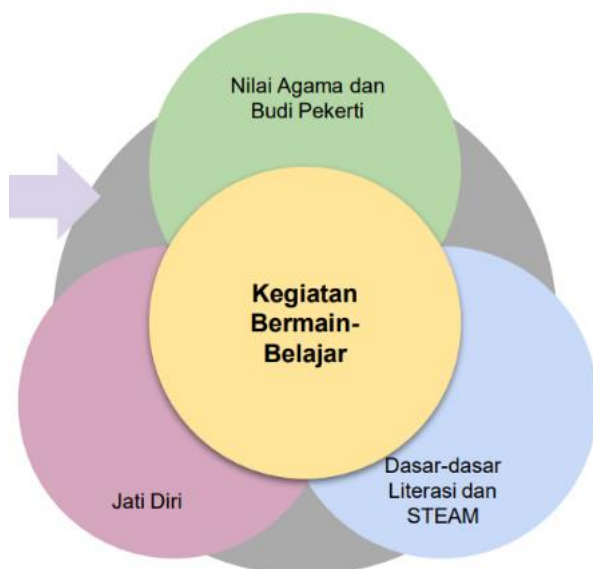 Nilai Agama dan
Budi Pekerti
Kegiatan
Bermain-
Belajar
Jati Diri
Dasar-dasar
Literasi dan
STEAM